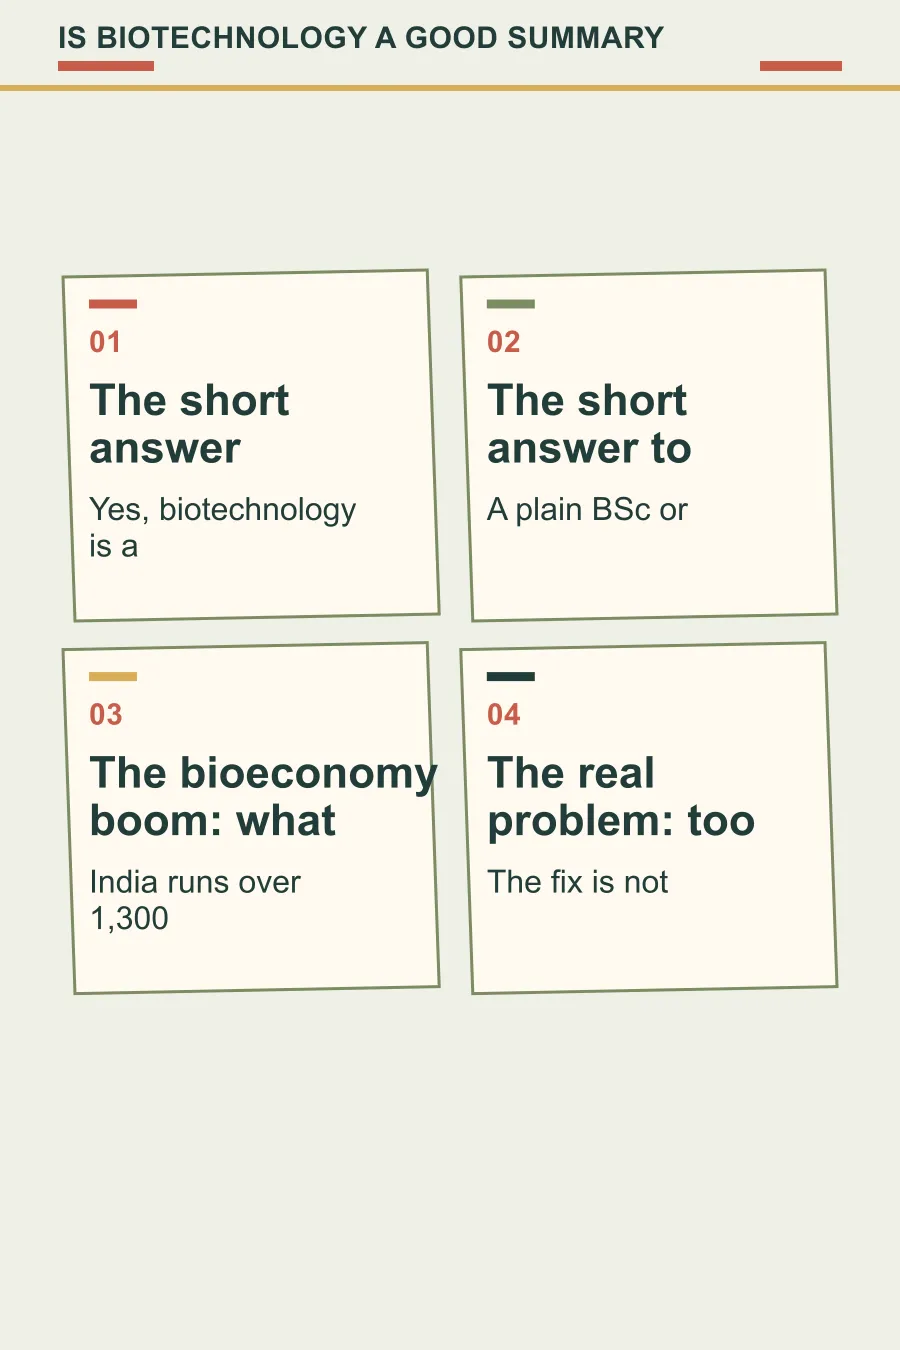 IS BIOTECHNOLOGY A GOOD SUMMARY
01
The short
answer
Yes, biotechnology
is a
02
The short
answer to
A plain BSc or
03
The bioeconomy
boom: what
India runs over
1,300
04
The real
problem: too
The fix is not